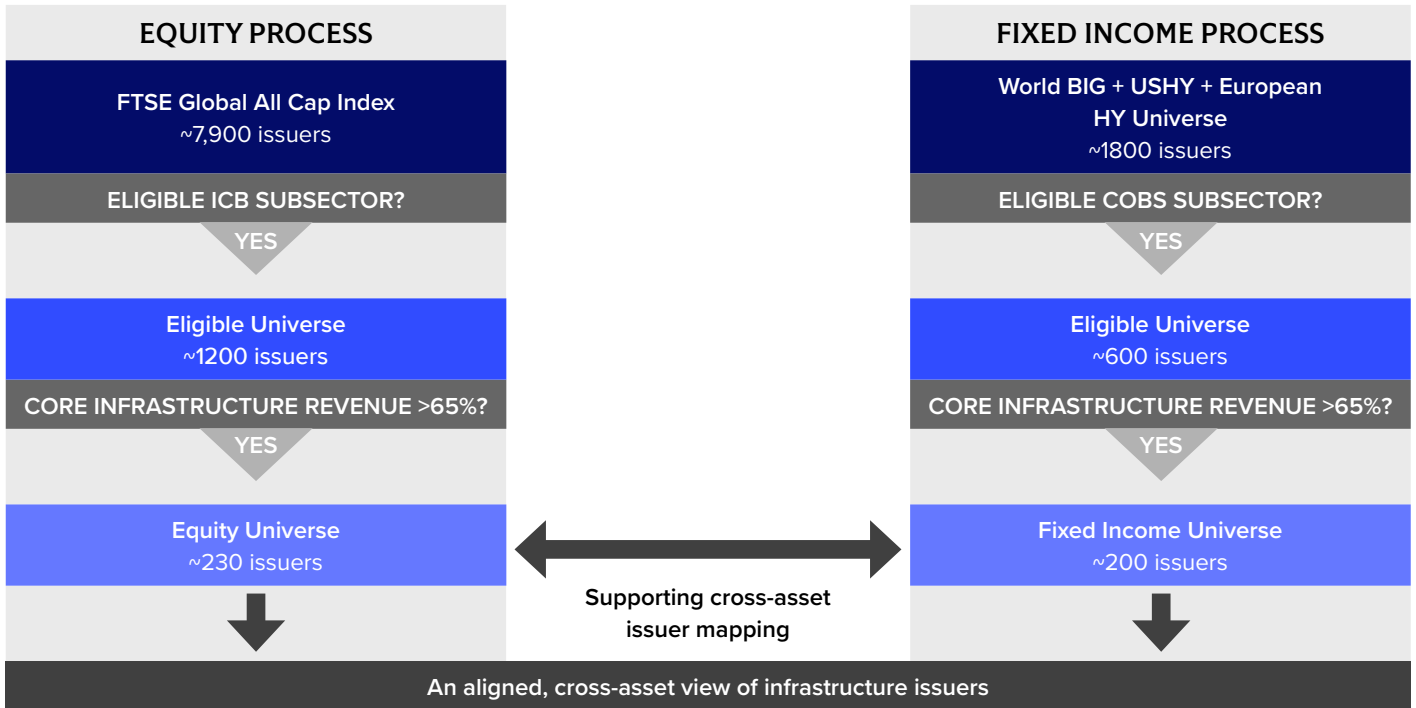 EQUITY PROCESS
FTSE Global All Cap Index
~7,900 issuers
ELIGIBLE ICB SUBSECTOR?
YES
Eligible Universe
~1200 issuers
CORE INFRASTRUCTURE REVENUE >65%?
YES
Equity Universe
~230 issuers
FIXED INCOME PROCESS
World BIG + USHY + European
HY Universe
~1800 issuers
ELIGIBLE COBS SUBSECTOR?
YES
Eligible Universe
~600 issuers
CORE INFRASTRUCTURE REVENUE >65%?
YES
Fixed Income Universe
~200 issuers
Supporting cross-asset
issuer mapping
An aligned, cross-asset view of infrastructure issuers